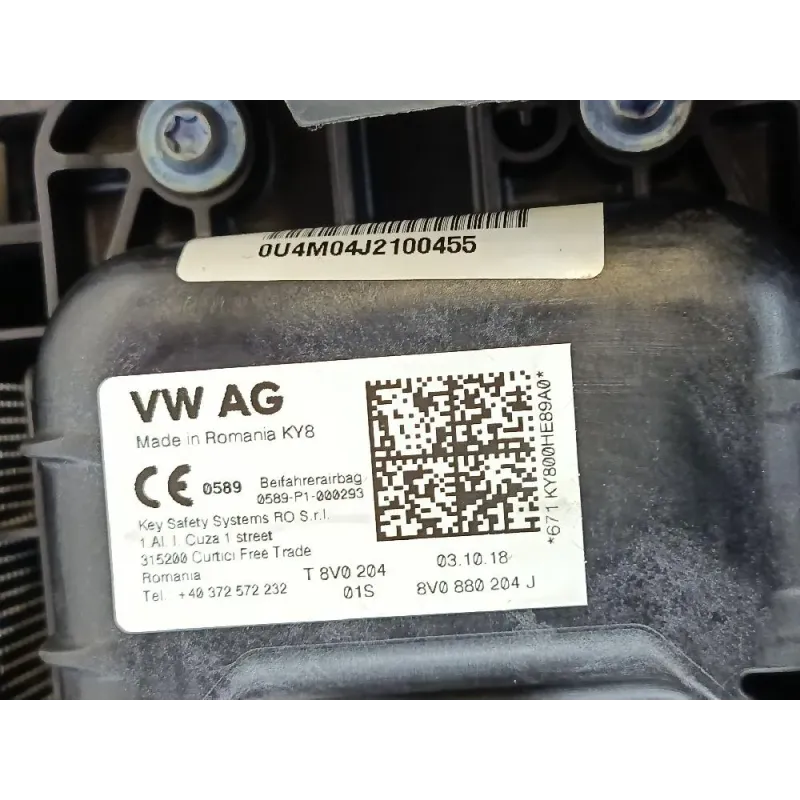 0U4M04J2100455
VW AG
Made in Romania KY8
CE 0589 Beifahrerairbag
0589-P1-000293
Key Safety Systems RO S.r.l.
1 Al. I. Cuza 1 street
315200 Curtici Free Trade
Romania
Tel.: +40 372 572 232
T 8V0 204
01S
03.10.18
8V0 880 204 J
*671 KY800HE89A0*